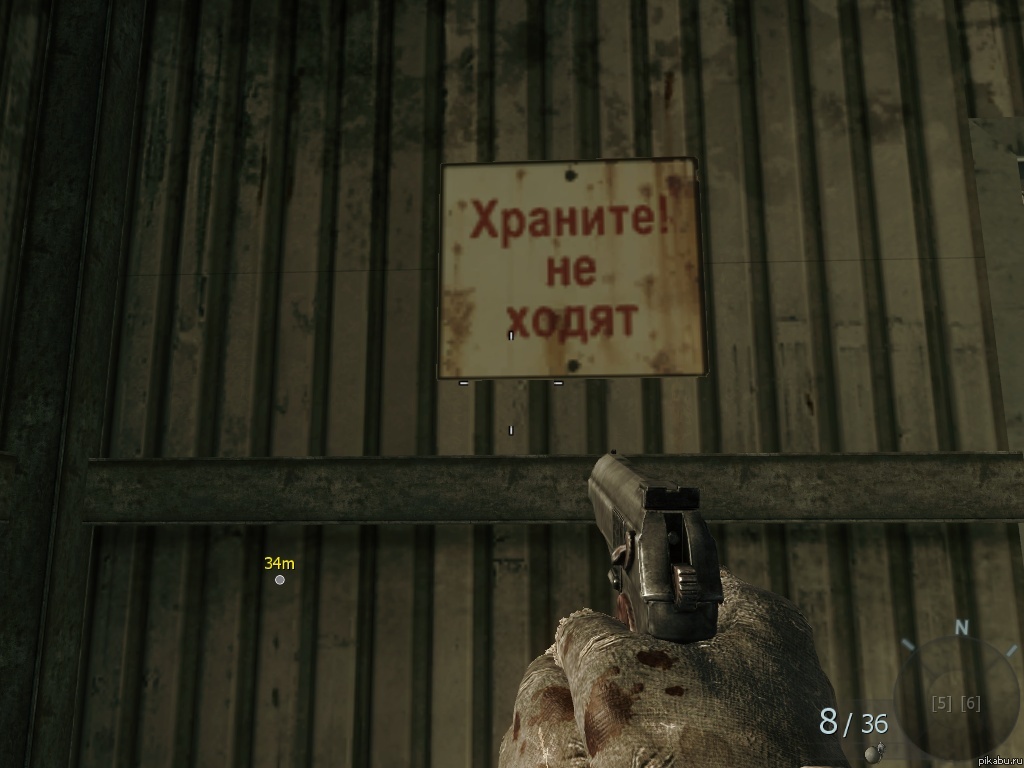 Храните!
не
ходят
34m
N
[5] [6]
8 / 36
pikabu.ru